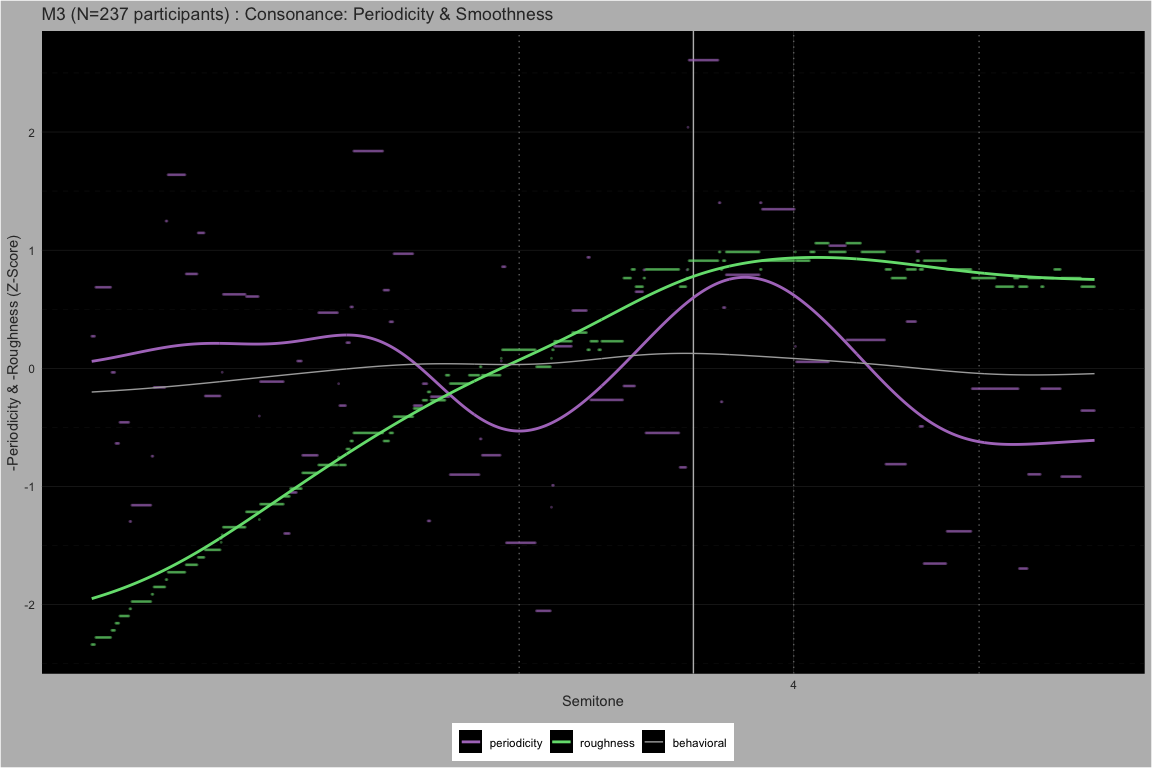 M3 (N=237 participants) : Consonance: Periodicity & Smoothness
-Periodicity & -Roughness (Z-Score)
2
1
0
-1
-2
4
Semitone
periodicity roughness behavioral